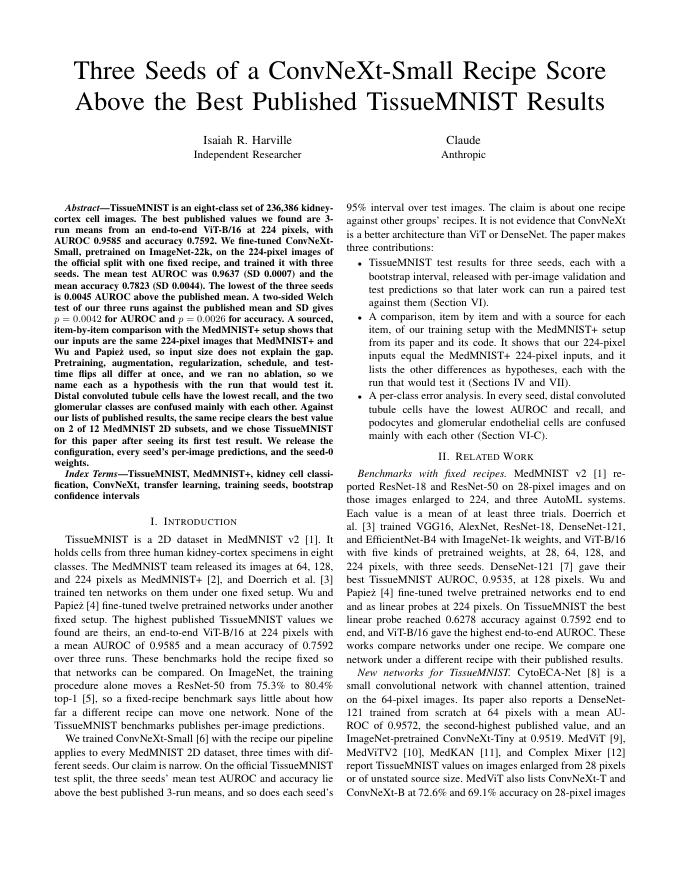 Three Seeds of a ConvNeXt-Small Recipe Score
Above the Best Published TissueMNIST Results
Isaiah R. Harville
Independent Researcher
Claude
Anthropic
Abstract—TissueMNIST is an eight-class set of 236,386 kidney-
cortex cell images. The best published values we found are 3-
run means from an end-to-end ViT-B/16 at 224 pixels, with
AUROC 0.9585 and accuracy 0.7592. We fine-tuned ConvNeXt-
Small, pretrained on ImageNet-22k, on the 224-pixel images
of the official split with one fixed recipe, and trained it with three
seeds. The mean test AUROC was 0.9637 (SD 0.0007) and the
mean accuracy 0.7823 (SD 0.0044). The lowest of the three seeds
is 0.0045 AUROC above the published mean. A two-sided Welch
test of our three runs against the published mean and SD gives
p = 0.0042 for AUROC and p = 0.0026 for accuracy. A sourced,
item-by-item comparison with the MedMNIST+ setup shows that
our inputs are the same 224-pixel images that MedMNIST+ and
Wu and Papież used, so input size does not explain the gap.
Pretraining, augmentation, regularization, schedule, and test-
time flips all differ at once, and we ran no ablation, so we
name each as a hypothesis with the run that would test it.
Distal convoluted tubule cells have the lowest recall, and the two
glomerular classes are confused mainly with each other. Against
our lists of published results, the same recipe clears the best value
on 2 of 12 MedMNIST 2D subsets, and we chose TissueMNIST
for this paper after seeing its first test result. We release the
configuration, every seed's per-image predictions, and the seed-0
weights.
Index Terms—TissueMNIST, MedMNIST+, kidney cell classi-
fication, ConvNeXt, transfer learning, training seeds, bootstrap
confidence intervals
I. INTRODUCTION
TissueMNIST is a 2D dataset in MedMNIST v2 [1]. It
holds cells from three human kidney-cortex specimens in eight
classes. The MedMNIST team released its images at 64, 128,
and 224 pixels as MedMNIST+ [2], and Doerrich et al. [3]
trained ten networks on them under one fixed setup. Wu and
Papież [4] fine-tuned twelve pretrained networks under another
fixed setup. The highest published TissueMNIST values we
found are theirs, an end-to-end ViT-B/16 at 224 pixels with
a mean AUROC of 0.9585 and a mean accuracy of 0.7592
over three runs. These benchmarks hold the recipe fixed so
that networks can be compared. On ImageNet, the training
procedure alone moves a ResNet-50 from 75.3% to 80.4%
top-1 [5], so a fixed-recipe benchmark says little about how
far a different recipe can move one network. None of the
TissueMNIST benchmarks publishes per-image predictions.
We trained ConvNeXt-Small [6] with the recipe our pipeline
applies to every MedMNIST 2D dataset, three times with dif-
ferent seeds. Our claim is narrow. On the official TissueMNIST
test split, the three seeds' mean test AUROC and accuracy lie
above the best published 3-run means, and so does each seed's
95% interval over test images. The claim is about one recipe
against other groups' recipes. It is not evidence that ConvNeXt
is a better architecture than ViT or DenseNet. The paper makes
three contributions:
• TissueMNIST test results for three seeds, each with a
bootstrap interval, released with per-image validation and
test predictions so that later work can run a paired test
against them (Section VI).
• A comparison, item by item and with a source for each
item, of our training setup with the MedMNIST+ setup
from its paper and its code. It shows that our 224-pixel
inputs equal the MedMNIST+ 224-pixel inputs, and it
lists the other differences as hypotheses, each with the
run that would test it (Sections IV and VII).
• A per-class error analysis. In every seed, distal convoluted
tubule cells have the lowest AUROC and recall, and
podocytes and glomerular endothelial cells are confused
mainly with each other (Section VI-C).
II. RELATED WORK
Benchmarks with fixed recipes. MedMNIST v2 [1] re-
ported ResNet-18 and ResNet-50 on 28-pixel images and on
those images enlarged to 224, and three AutoML systems.
Each value is a mean of at least three trials. Doerrich et
al. [3] trained VGG16, AlexNet, ResNet-18, DenseNet-121,
and EfficientNet-B4 with ImageNet-1k weights, and ViT-B/16
with five kinds of pretrained weights, at 28, 64, 128, and
224 pixels, with three seeds. DenseNet-121 [7] gave their
best TissueMNIST AUROC, 0.9535, at 128 pixels. Wu and
Papież [4] fine-tuned twelve pretrained networks end to end
and as linear probes at 224 pixels. On TissueMNIST the best
linear probe reached 0.6278 accuracy against 0.7592 end to
end, and ViT-B/16 gave the highest end-to-end AUROC. These
works compare networks under one recipe. We compare one
network under a different recipe with their published results.
New networks for TissueMNIST. CytoECA-Net [8] is a
small convolutional network with channel attention, trained
on the 64-pixel images. Its paper also reports a DenseNet-
121 trained from scratch at 64 pixels with a mean AU-
ROC of 0.9572, the second-highest published value, and an
ImageNet-pretrained ConvNeXt-Tiny at 0.9519. MedViT [9],
MedViTV2 [10], MedKAN [11], and Complex Mixer [12]
report TissueMNIST values on images enlarged from 28 pixels
or of unstated source size. MedViT also lists ConvNeXt-T and
ConvNeXt-B at 72.6% and 69.1% accuracy on 28-pixel images